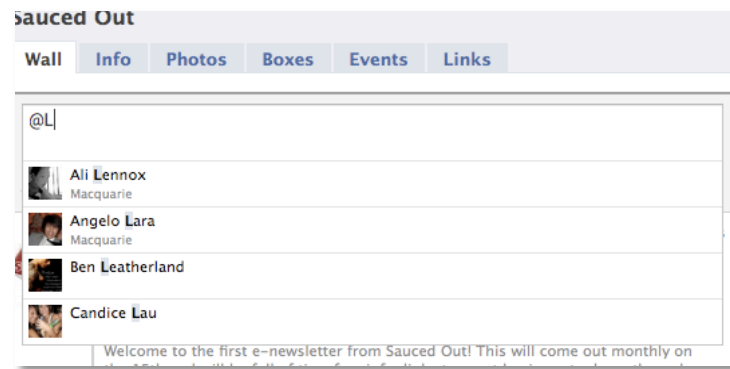 Sauced Out
Wall Info Photos Boxes Events Links
@L
Ali Lennox
Macquarie
Angelo Lara
Macquarie
Ben Leatherland
Candice Lau
Welcome to the first e-newsletter from Sauced Out! This will come out monthly on